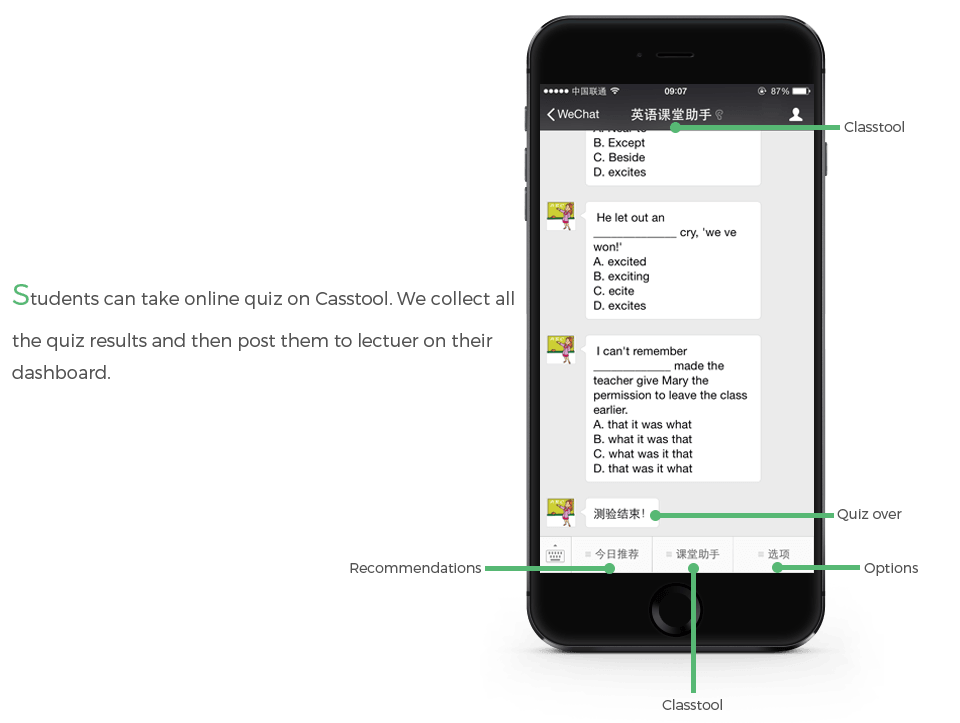 Students can take online quiz on Casstool. We collect all
the quiz results and then post them to lectuer on their
dashboard.
中国联通
09:07
87%
WeChat
英语课堂助手
Classtool
A. Near to
B. Except
C. Beside
D. excites
He let out an
______________ cry, 'we ve
won!'
A. excited
B. exciting
C. ecite
D. excites
I can't remember
_____________ made the
teacher give Mary the
permission to leave the class
earlier.
A. that it was what
B. what it was that
C. what was it that
D. that was it what
测验结束!
Quiz over
今日推荐
课堂助手
选项
Recommendations
Options
Classtool